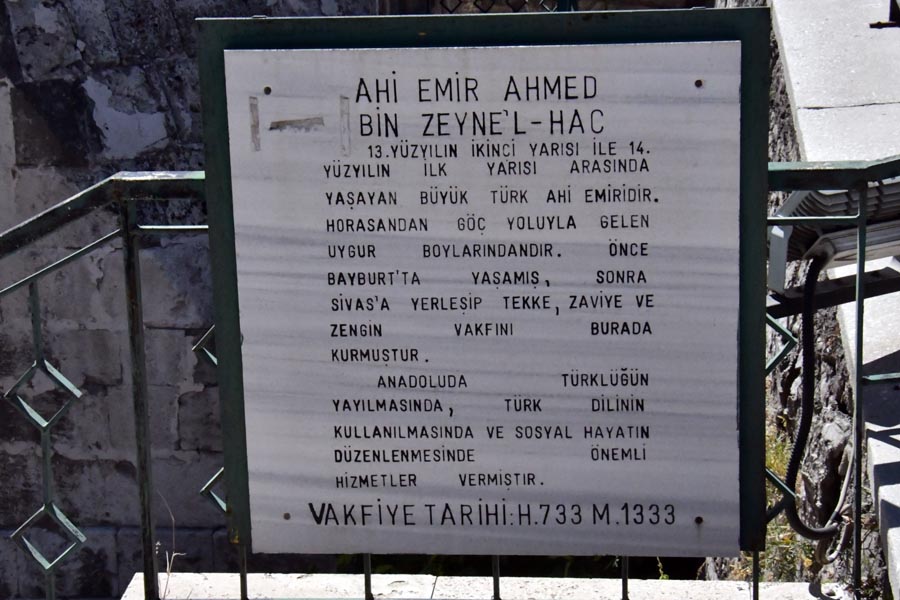 AHİ EMİR AHMED
BİN ZEYNE'L-HAC
13.YÜZYILIN İKİNCİ YARISI İLE 14.
YÜZYILIN İLK YARISI ARASINDA
YAŞAYAN BÜYÜK TÜRK AHİ EMİRİDİR.
HORASANDAN GÖÇ YOLUYLA GELEN
UYGUR BOYLARINDANDIR. ÖNCE
BAYBURT'TA YAŞAMIŞ, SONRA
SİVAS'A YERLEŞİP TEKKE, ZAVİYE VE
ZENGİN VAKFINI BURADA
KURMUŞTUR.
ANADOLUDA TÜRKLÜĞÜN
YAYILMASINDA, TÜRK DİLİNİN
KULLANILMASINDA VE SOSYAL HAYATIN
DÜZENLENMESİNDE ÖNEMLİ
HİZMETLER VERMİŞTIR.
VAKFİYE TARİHİ: H.733 M.1333